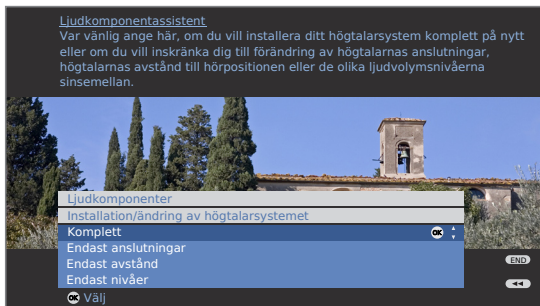 Ljudkomponentassistent
Var vänlig ange här, om du vill installera ditt högtalarsystem komplett på nytt
eller om du vill inskränka dig till förändring av högtalarnas anslutningar,
högtalarnas avstånd till hörpositionen eller de olika ljudvolymsnivåerna
sinsemellan.
Ljudkomponenter
Installation/ändring av högtalarsystemet
Komplett OK
Endast anslutningar
Endast avstånd
Endast nivåer
END
OK Välj